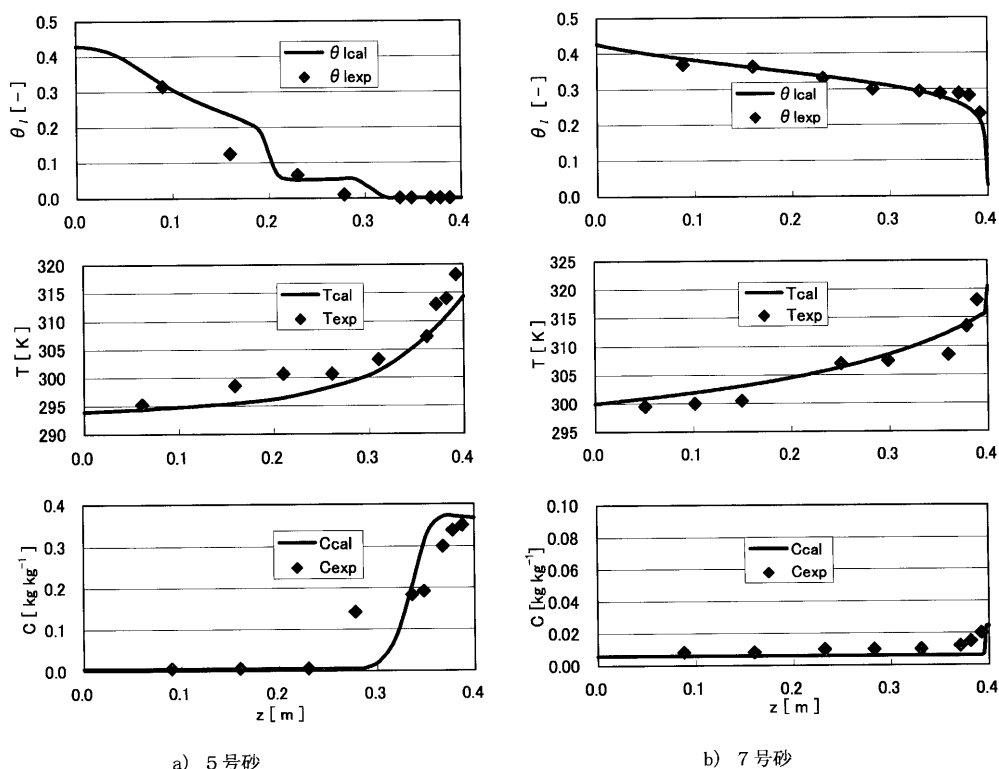 0.5
0.4
0.3
0.2
0.1
0.0
θl [-]
θlcal
θlexp
0.0 0.1 0.2 0.3 0.4
0.5
0.4
0.3
0.2
0.1
0.0
θl [-]
θlcal
θlexp
0.0 0.1 0.2 0.3 0.4
320
315
310
305
300
295
290
T [K]
Tcal
Texp
0.0 0.1 0.2 0.3 0.4
325
320
315
310
305
300
295
T [K]
Tcal
Texp
0.0 0.1 0.2 0.3 0.4
0.4
0.3
0.2
0.1
0.0
C [kg kg⁻¹]
Ccal
Cexp
0.0 0.1 0.2 0.3 0.4
z [m]
0.10
0.08
0.06
0.04
0.02
0.00
C [kg kg⁻¹]
Ccal
Cexp
0.0 0.1 0.2 0.3 0.4
z [m]
a) 5号砂
b) 7号砂